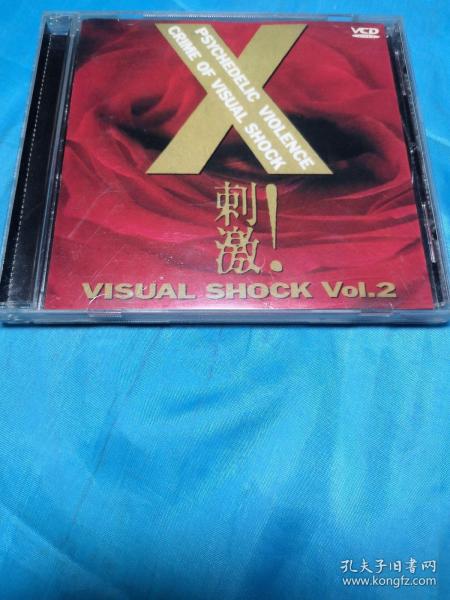 VCD
X
PSYCHEDELIC VIOLENCE
CRIME OF VISUAL SHOCK
刺激!
VISUAL SHOCK Vol.2
孔夫子旧书网
www.kongfz.com